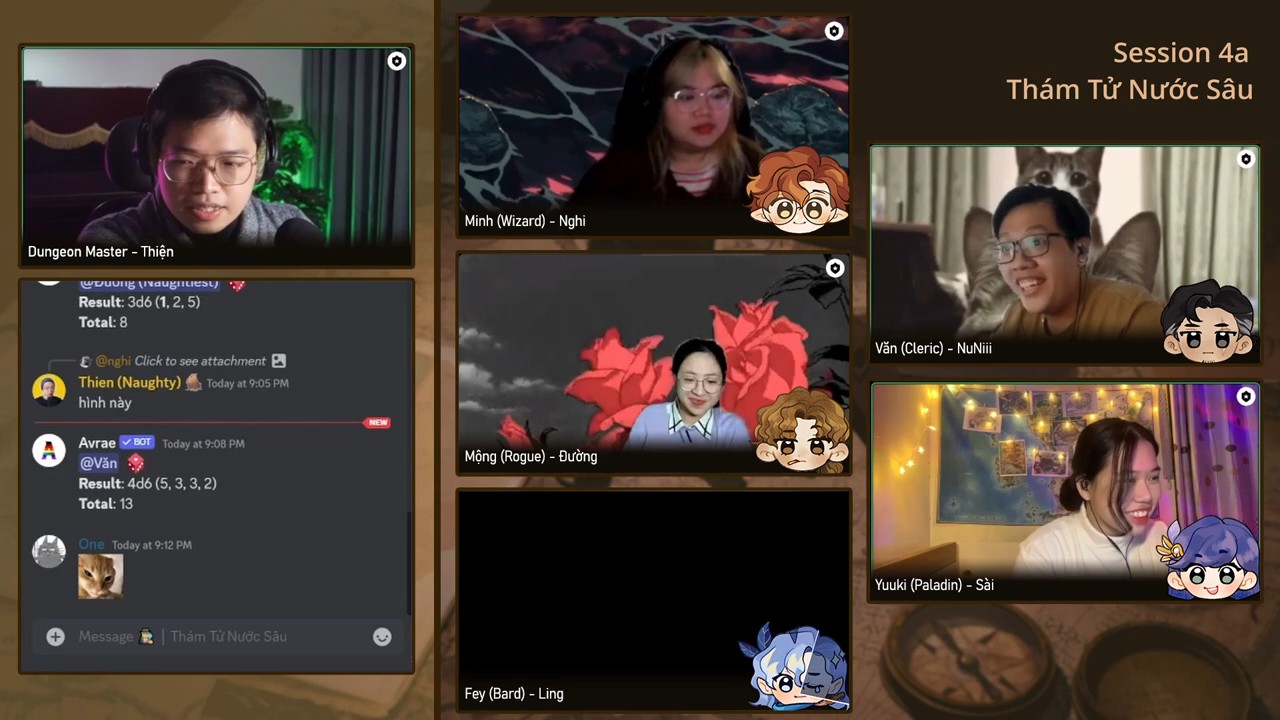 Session 4a
Thám Tử Nước Sâu
Dungeon Master - Thiện
@Đường (Naughtiest)
Result: 3d6 (1, 2, 5)
Total: 8
@nghi Click to see attachment
Thien (Naughty) Today at 9:05 PM
hình này
NEW
Avrae BOT Today at 9:08 PM
@Văn
Result: 4d6 (5, 3, 3, 2)
Total: 13
One Today at 9:12 PM
Message | Thám Tử Nước Sâu
Minh (Wizard) - Nghi
Mộng (Rogue) - Đường
Fey (Bard) - Ling
Văn (Cleric) - NuNiii
Yuuki (Paladin) - Sài